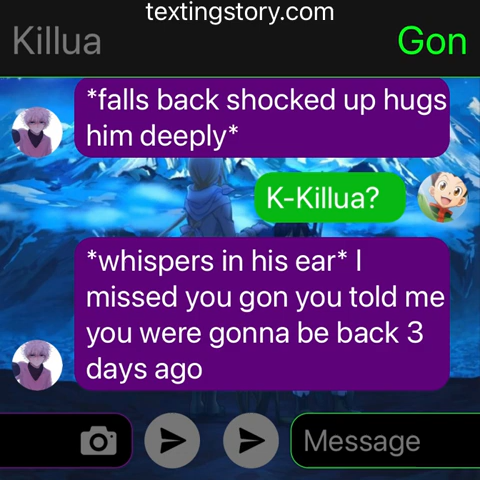 textingstory.com
Killua
Gon
*falls back shocked up hugs
him deeply*
K-Killua?
*whispers in his ear* I
missed you gon you told me
you were gonna be back 3
days ago
Message